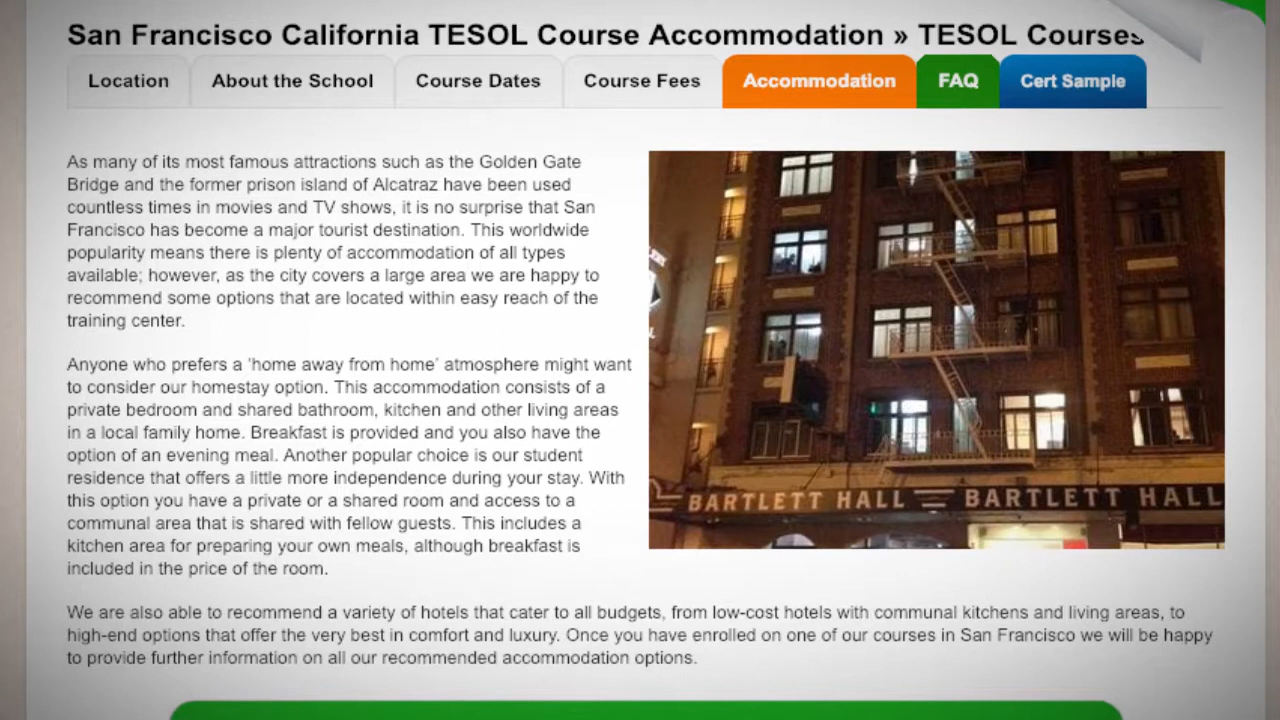 San Francisco California TESOL Course Accommodation » TESOL Courses
Location About the School Course Dates Course Fees Accommodation FAQ Cert Sample
As many of its most famous attractions such as the Golden Gate
Bridge and the former prison island of Alcatraz have been used
countless times in movies and TV shows, it is no surprise that San
Francisco has become a major tourist destination. This worldwide
popularity means there is plenty of accommodation of all types
available; however, as the city covers a large area we are happy to
recommend some options that are located within easy reach of the
training center.
Anyone who prefers a 'home away from home' atmosphere might want
to consider our homestay option. This accommodation consists of a
private bedroom and shared bathroom, kitchen and other living areas
in a local family home. Breakfast is provided and you also have the
option of an evening meal. Another popular choice is our student
residence that offers a little more independence during your stay. With
this option you have a private or a shared room and access to a
communal area that is shared with fellow guests. This includes a
kitchen area for preparing your own meals, although breakfast is
included in the price of the room.
BARTLETT HALL BARTLETT HALL
We are also able to recommend a variety of hotels that cater to all budgets, from low-cost hotels with communal kitchens and living areas, to
high-end options that offer the very best in comfort and luxury. Once you have enrolled on one of our courses in San Francisco we will be happy
to provide further information on all our recommended accommodation options.